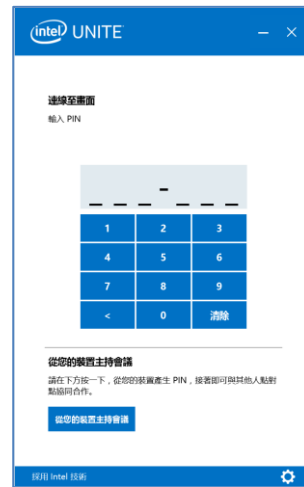 intel UNITE
連線至畫面
輸入 PIN
_ _ _ - _ _ _
1 2 3
4 5 6
7 8 9
< 0 清除
從您的裝置主持會議
請在下方按一下，從您的裝置產生 PIN，接著即可與其他人點對
點協同合作。
從您的裝置主持會議
採用 Intel 技術